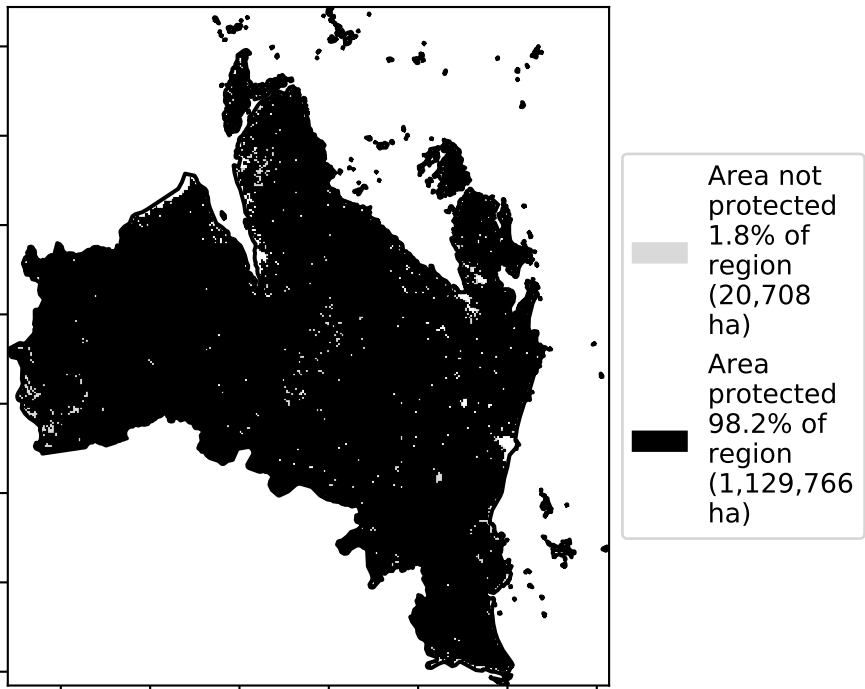 Area not
protected
1.8% of
region
(20,708
ha)
Area
protected
98.2% of
region
(1,129,766
ha)